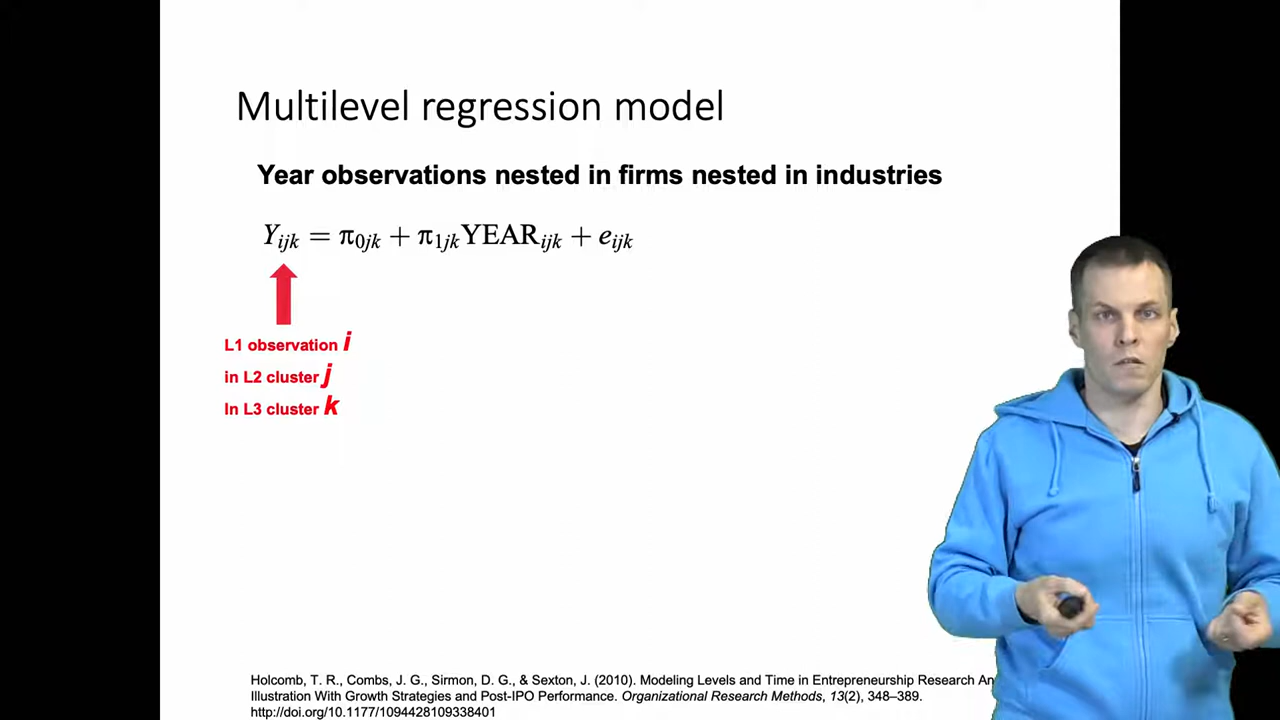 Multilevel regression model
Year observations nested in firms nested in industries
Y_ijk = π_0jk + π_1jk YEAR_ijk + e_ijk
L1 observation i
in L2 cluster j
In L3 cluster k
Holcomb, T. R., Combs, J. G., Sirmon, D. G., & Sexton, J. (2010). Modeling Levels and Time in Entrepreneurship Research An
Illustration With Growth Strategies and Post-IPO Performance. Organizational Research Methods, 13(2), 348–389.
http://doi.org/10.1177/1094428109338401